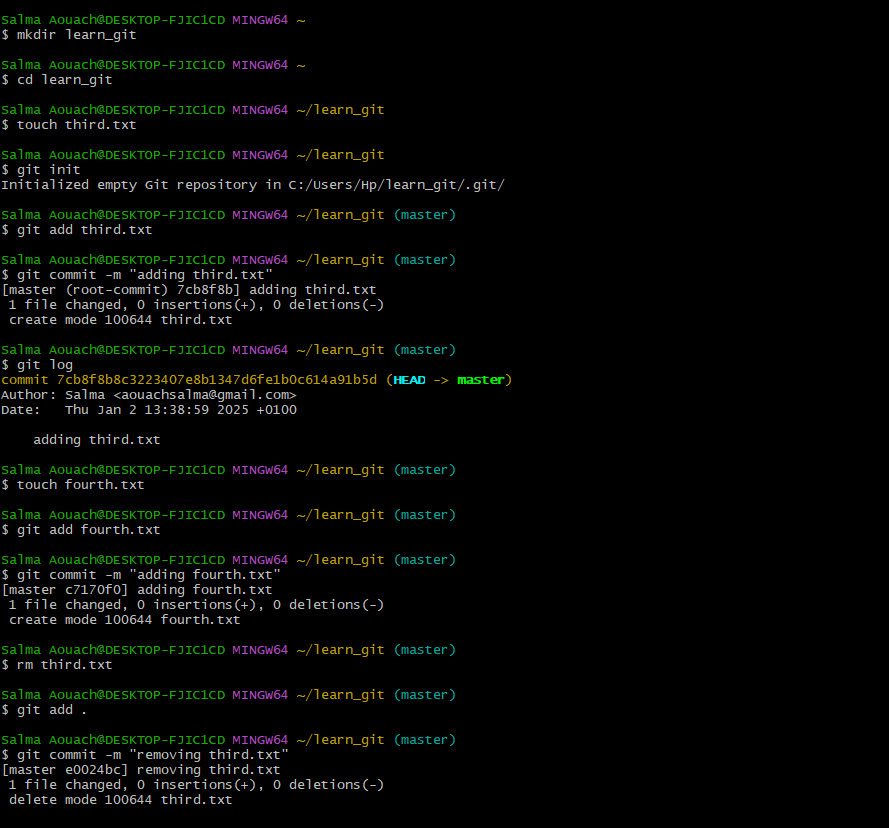 Salma Aouach@DESKTOP-FJIC1CD MINGW64 ~
$ mkdir learn_git
Salma Aouach@DESKTOP-FJIC1CD MINGW64 ~
$ cd learn_git
Salma Aouach@DESKTOP-FJIC1CD MINGW64 ~/learn_git
$ touch third.txt
Salma Aouach@DESKTOP-FJIC1CD MINGW64 ~/learn_git
$ git init
Initialized empty Git repository in C:/Users/Hp/learn_git/.git/
Salma Aouach@DESKTOP-FJIC1CD MINGW64 ~/learn_git (master)
$ git add third.txt
Salma Aouach@DESKTOP-FJIC1CD MINGW64 ~/learn_git (master)
$ git commit -m "adding third.txt"
[master (root-commit) 7cb8f8b] adding third.txt
 1 file changed, 0 insertions(+), 0 deletions(-)
 create mode 100644 third.txt
Salma Aouach@DESKTOP-FJIC1CD MINGW64 ~/learn_git (master)
$ git log
commit 7cb8f8b8c3223407e8b1347d6fe1b0c614a91b5d (HEAD -> master)
Author: Salma <aouachsalma@gmail.com>
Date:   Thu Jan 2 13:38:59 2025 +0100
    adding third.txt
Salma Aouach@DESKTOP-FJIC1CD MINGW64 ~/learn_git (master)
$ touch fourth.txt
Salma Aouach@DESKTOP-FJIC1CD MINGW64 ~/learn_git (master)
$ git add fourth.txt
Salma Aouach@DESKTOP-FJIC1CD MINGW64 ~/learn_git (master)
$ git commit -m "adding fourth.txt"
[master c7170f0] adding fourth.txt
 1 file changed, 0 insertions(+), 0 deletions(-)
 create mode 100644 fourth.txt
Salma Aouach@DESKTOP-FJIC1CD MINGW64 ~/learn_git (master)
$ rm third.txt
Salma Aouach@DESKTOP-FJIC1CD MINGW64 ~/learn_git (master)
$ git add .
Salma Aouach@DESKTOP-FJIC1CD MINGW64 ~/learn_git (master)
$ git commit -m "removing third.txt"
[master e0024bc] removing third.txt
 1 file changed, 0 insertions(+), 0 deletions(-)
 delete mode 100644 third.txt